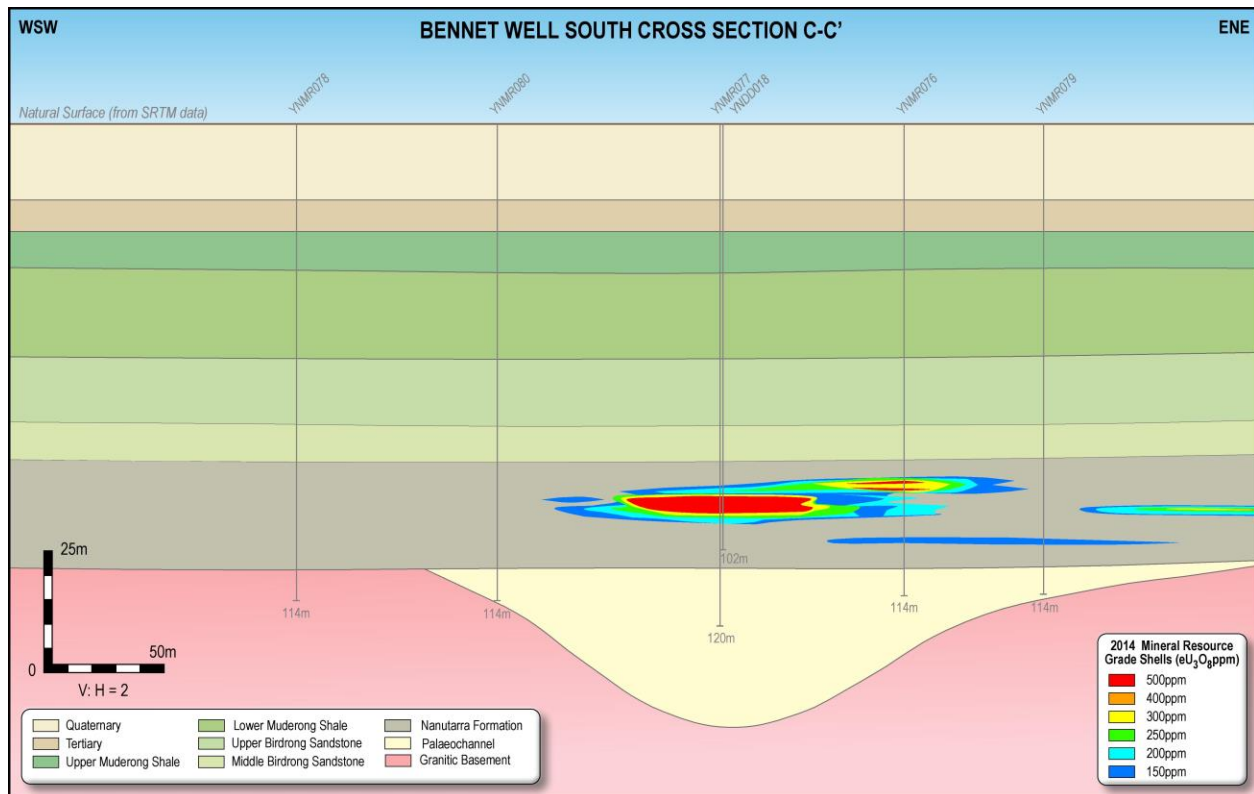 WSW
BENNET WELL SOUTH CROSS SECTION C-C'
ENE
YNMR078
YNMR080
YNMR077
YNDD018
YNMR076
YNMR079
Natural Surface (from SRTM data)
102m
114m
114m
120m
114m
114m
25m
0
50m
V: H = 2
Quaternary
Tertiary
Upper Muderong Shale
Lower Muderong Shale
Upper Birdrong Sandstone
Middle Birdrong Sandstone
Nanutarra Formation
Palaeochannel
Granitic Basement
2014 Mineral Resource
Grade Shells (eU₃O₈ppm)
500ppm
400ppm
300ppm
250ppm
200ppm
150ppm